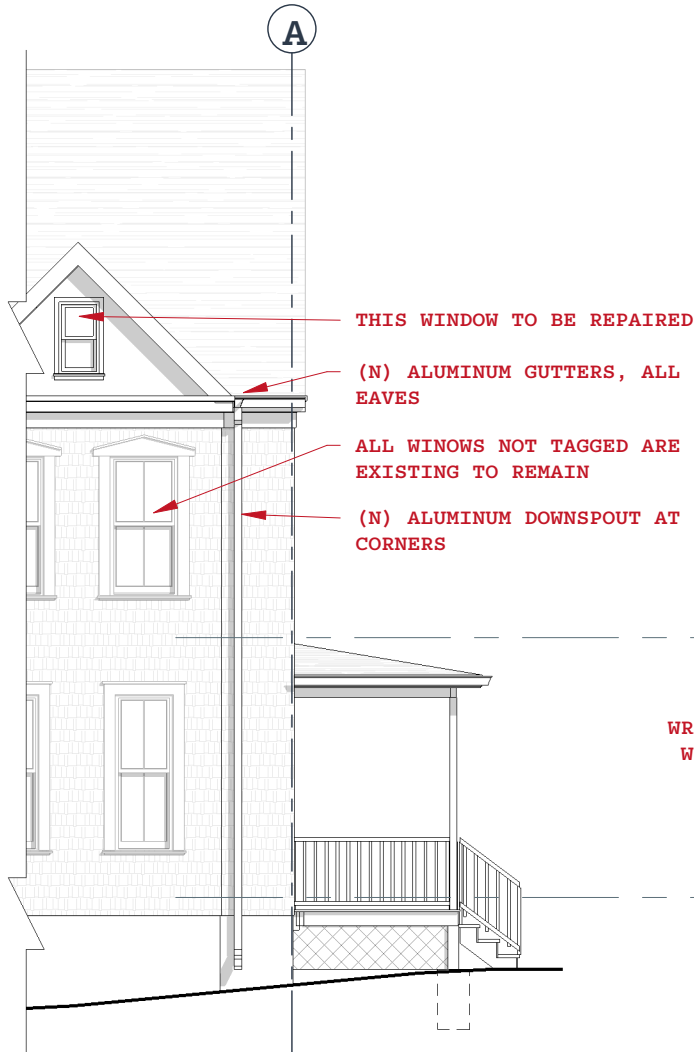 A
THIS WINDOW TO BE REPAIRED
(N) ALUMINUM GUTTERS, ALL
EAVES
ALL WINOWS NOT TAGGED ARE
EXISTING TO REMAIN
(N) ALUMINUM DOWNSPOUT AT
CORNERS
WR
W